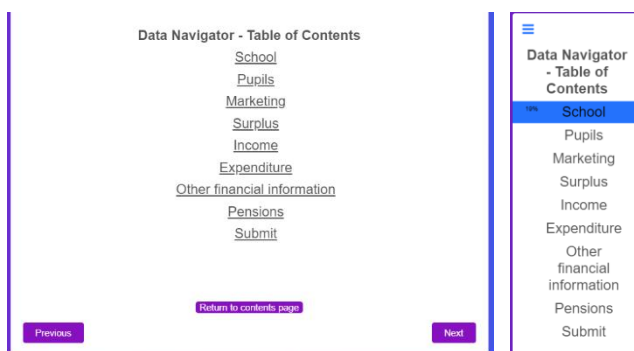 Data Navigator - Table of Contents
School
Pupils
Marketing
Surplus
Income
Expenditure
Other financial information
Pensions
Submit
Return to contents page
Previous
Next
Data Navigator
- Table of
Contents
19%
School
Pupils
Marketing
Surplus
Income
Expenditure
Other
financial
information
Pensions
Submit